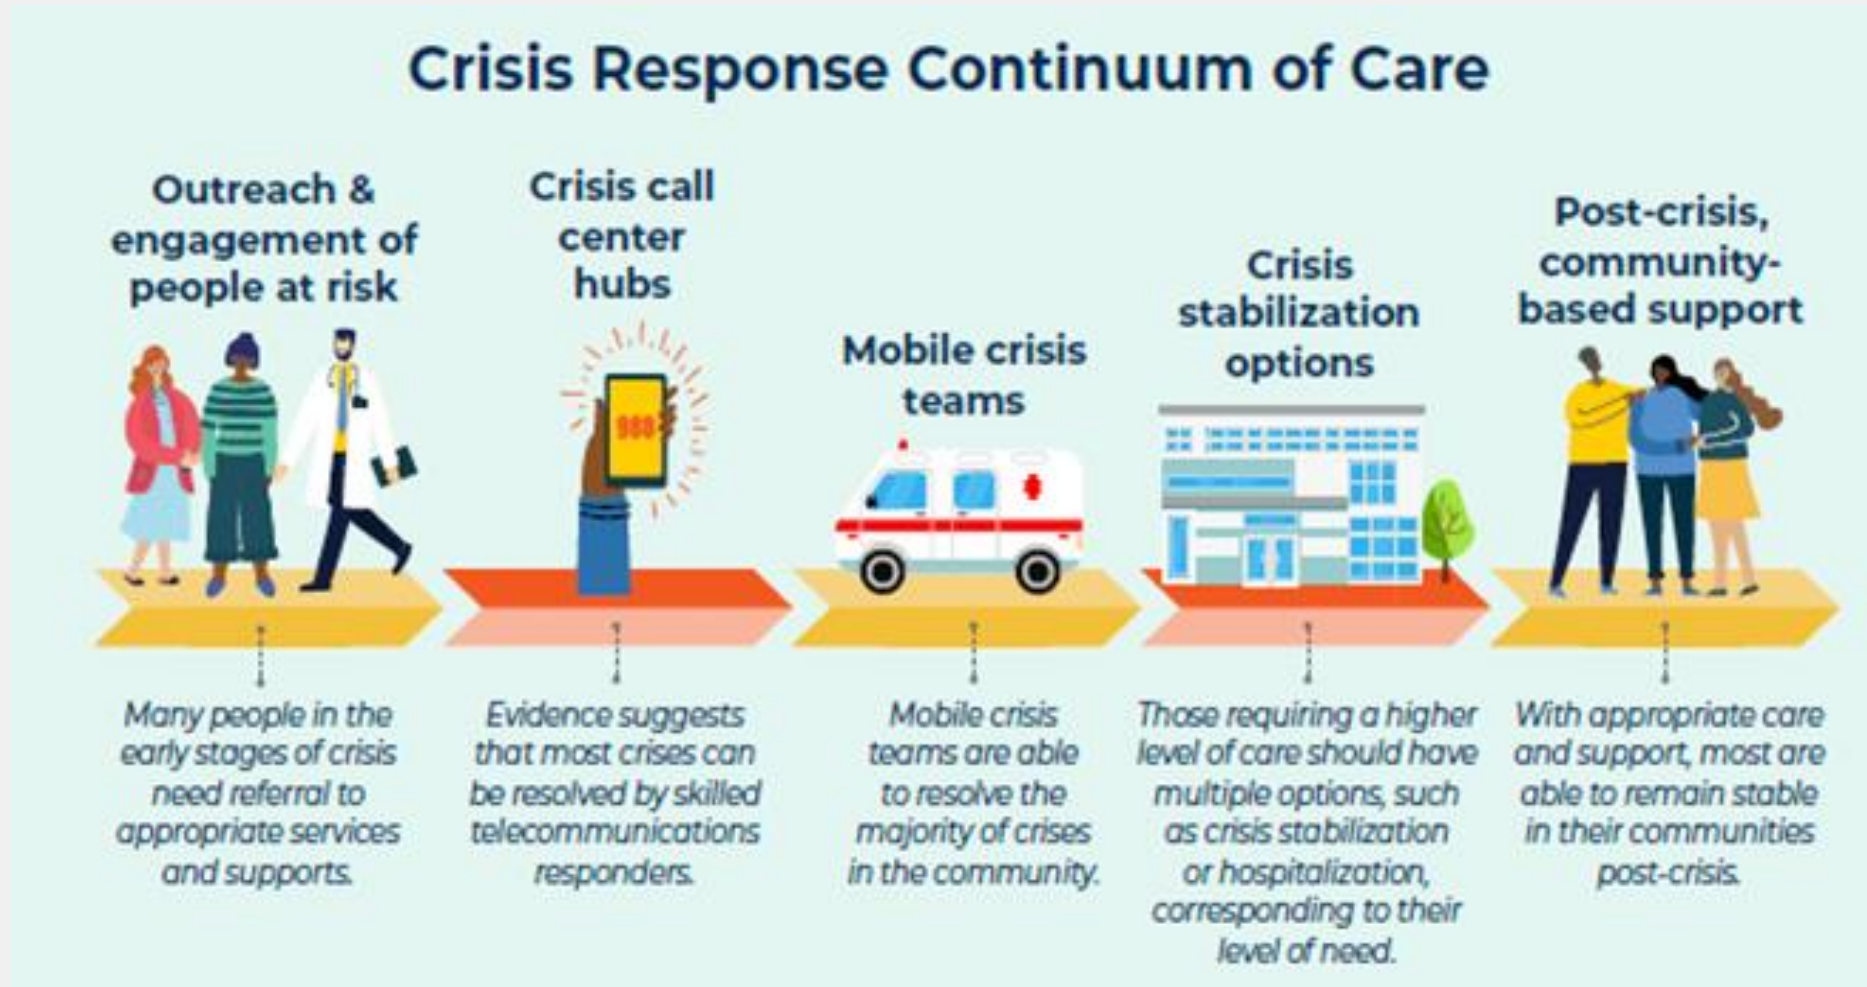 Crisis Response Continuum of Care
Outreach &
engagement of
people at risk
Crisis call
center
hubs
988
Mobile crisis
teams
Crisis
stabilization
options
Post-crisis,
community-
based support
Many people in the
early stages of crisis
need referral to
appropriate services
and supports.
Evidence suggests
that most crises can
be resolved by skilled
telecommunications
responders.
Mobile crisis
teams are able
to resolve the
majority of crises
in the community.
Those requiring a higher
level of care should have
multiple options, such
as crisis stabilization
or hospitalization,
corresponding to their
level of need.
With appropriate care
and support, most are
able to remain stable
in their communities
post-crisis.